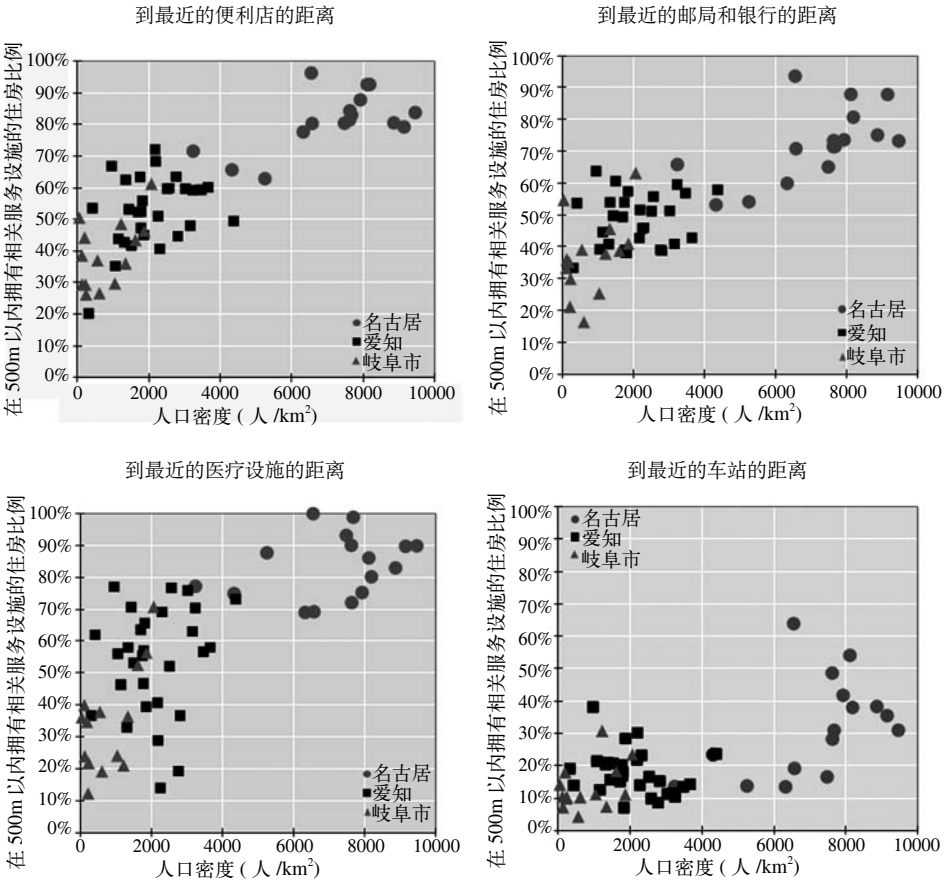 到最近的便利店的距离
在 500m 以内拥有相关服务设施的住房比例
100%
90%
80%
70%
60%
50%
40%
30%
20%
10%
0%
名古居
爱知
岐阜市
0
2000
4000
6000
8000
10000
人口密度 ( 人 /km²)
到最近的邮局和银行的距离
在 500m 以内拥有相关服务设施的住房比例
100%
90%
80%
70%
60%
50%
40%
30%
20%
10%
0%
名古居
爱知
岐阜市
0
2000
4000
6000
8000
10000
人口密度 ( 人 /km²)
到最近的医疗设施的距离
在 500m 以内拥有相关服务设施的住房比例
100%
90%
80%
70%
60%
50%
40%
30%
20%
10%
0%
名古居
爱知
岐阜市
0
2000
4000
6000
8000
10000
人口密度 ( 人 /km²)
到最近的车站的距离
在 500m 以内拥有相关服务设施的住房比例
100%
90%
80%
70%
60%
50%
40%
30%
20%
10%
0%
名古居
爱知
岐阜市
0
2000
4000
6000
8000
10000
人口密度 ( 人 /km²)